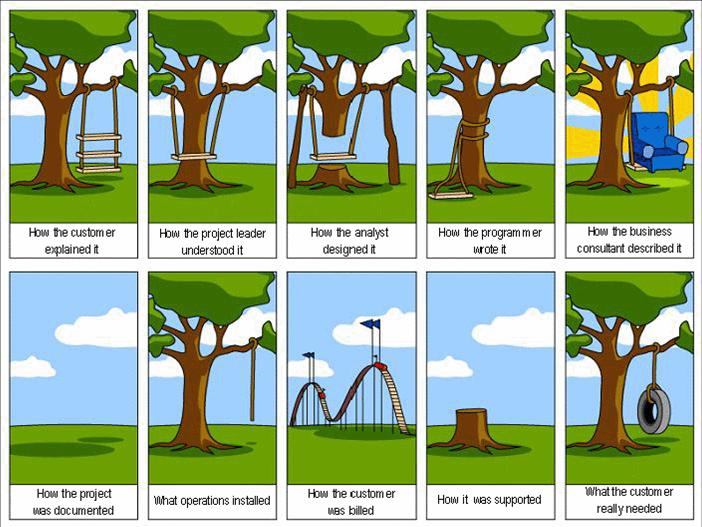 How the customer
explained it
How the project leader
understood it
How the analyst
designed it
How the programmer
wrote it
How the business
consultant described it
How the project
was documented
What operations installed
How the customer
was billed
How it was supported
What the customer
really needed